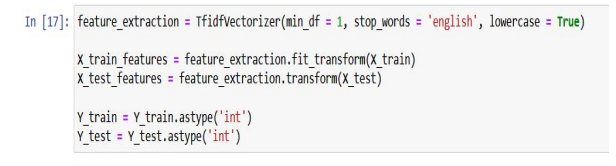 In [17]: feature_extraction = TfidfVectorizer(min_df = 1, stop_words = 'english', lowercase = True)
X_train_features = feature_extraction.fit_transform(X_train)
X_test_features = feature_extraction.transform(X_test)
Y_train = Y_train.astype('int')
Y_test = Y_test.astype('int')